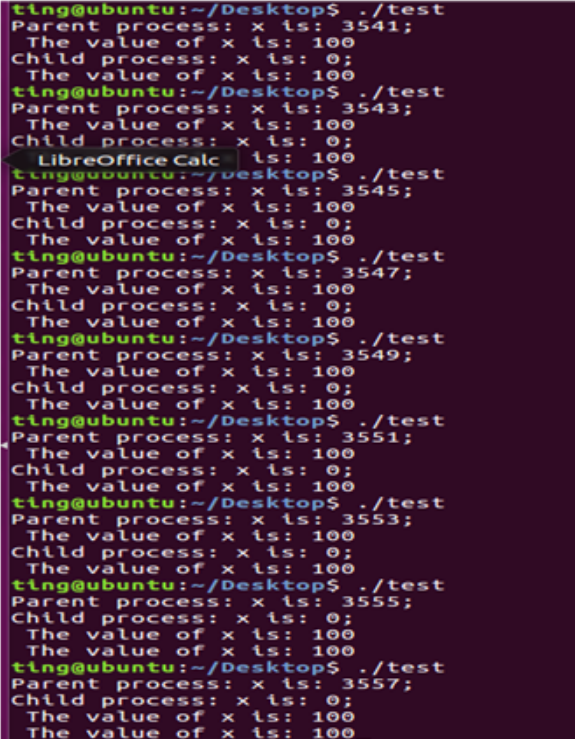 ting@ubuntu:~/Desktop$ ./test
Parent process: x is: 3541;
 The value of x is: 100
Child process: x is: 0;
 The value of x is: 100
ting@ubuntu:~/Desktop$ ./test
Parent process: x is: 3543;
 The value of x is: 100
Child process: x is: 0;
LibreOffice Calc is: 100
ting@ubuntu:~/Desktop$ ./test
Parent process: x is: 3545;
 The value of x is: 100
Child process: x is: 0;
 The value of x is: 100
ting@ubuntu:~/Desktop$ ./test
Parent process: x is: 3547;
 The value of x is: 100
Child process: x is: 0;
 The value of x is: 100
ting@ubuntu:~/Desktop$ ./test
Parent process: x is: 3549;
 The value of x is: 100
Child process: x is: 0;
 The value of x is: 100
ting@ubuntu:~/Desktop$ ./test
Parent process: x is: 3551;
 The value of x is: 100
Child process: x is: 0;
 The value of x is: 100
ting@ubuntu:~/Desktop$ ./test
Parent process: x is: 3553;
 The value of x is: 100
Child process: x is: 0;
 The value of x is: 100
ting@ubuntu:~/Desktop$ ./test
Parent process: x is: 3555;
Child process: x is: 0;
 The value of x is: 100
 The value of x is: 100
ting@ubuntu:~/Desktop$ ./test
Parent process: x is: 3557;
Child process: x is: 0;
 The value of x is: 100
 The value of x is: 100